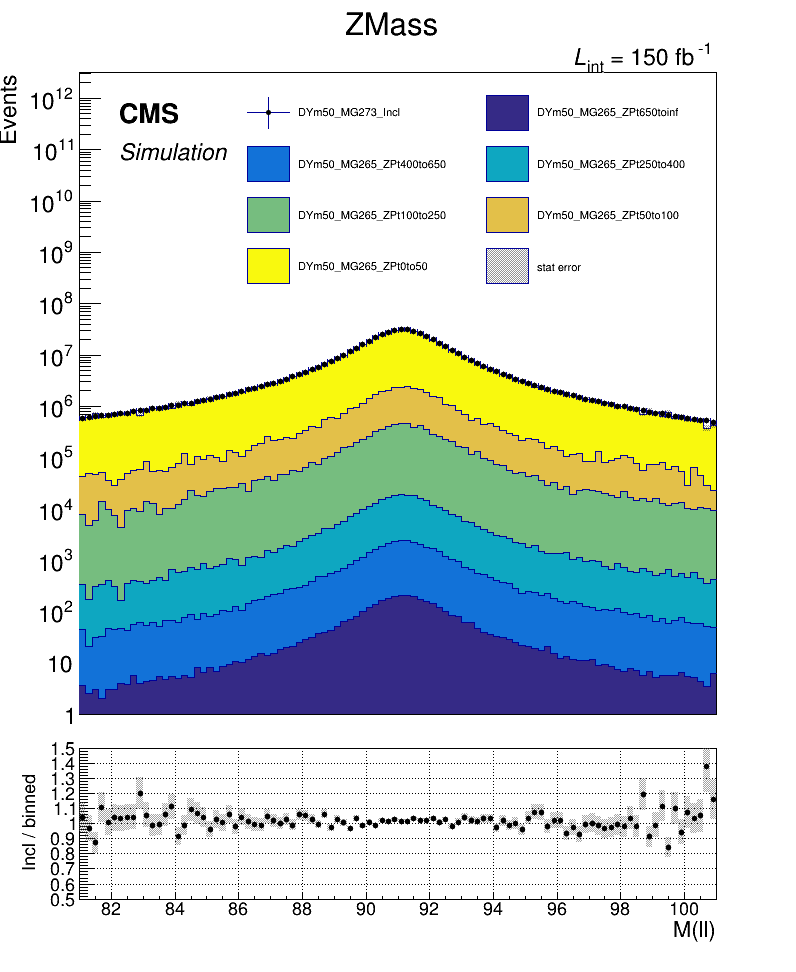 ZMass
L_int = 150 fb^-1
Events
10^12
10^11
10^10
10^9
10^8
10^7
10^6
10^5
10^4
10^3
10^2
10
1
CMS
Simulation
DYm50_MG273_Incl
DYm50_MG265_ZPt650toinf
DYm50_MG265_ZPt400to650
DYm50_MG265_ZPt250to400
DYm50_MG265_ZPt100to250
DYm50_MG265_ZPt50to100
DYm50_MG265_ZPt0to50
stat error
Incl / binned
1.5
1.4
1.3
1.2
1.1
1
0.9
0.8
0.7
0.6
0.5
82 84 86 88 90 92 94 96 98 100
M(ll)